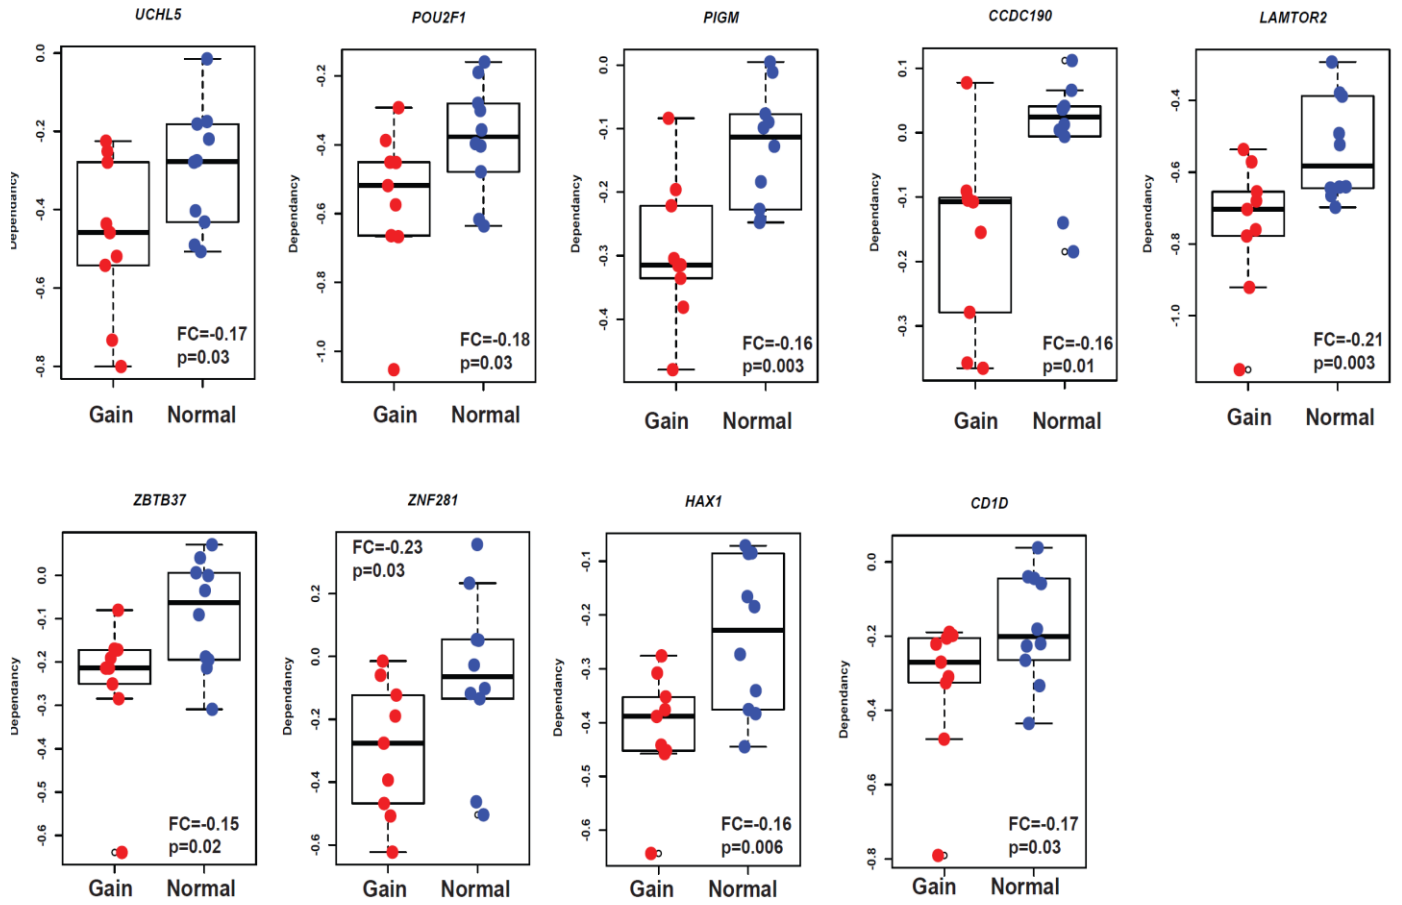 UCHL5
POU2F1
PIGM
CCDC190
LAMTOR2
Dependancy
0.0
-0.2
-0.4
-0.6
-0.8
FC=-0.17
p=0.03
Gain Normal
Dependancy
-0.2
-0.4
-0.6
-0.8
-1.0
FC=-0.18
p=0.03
Gain Normal
Dependancy
0.0
-0.1
-0.2
-0.3
-0.4
FC=-0.16
p=0.003
Gain Normal
Dependancy
0.1
0.0
-0.1
-0.2
-0.3
FC=-0.16
p=0.01
Gain Normal
Dependancy
-0.4
-0.6
-0.8
-1.0
FC=-0.21
p=0.003
Gain Normal
ZBTB37
ZNF281
HAX1
CD1D
Dependancy
0.0
-0.1
-0.2
-0.3
-0.4
-0.5
-0.6
FC=-0.15
p=0.02
Gain Normal
Dependancy
FC=-0.23
p=0.03
0.2
0.0
-0.2
-0.4
-0.6
Gain Normal
Dependancy
-0.1
-0.2
-0.3
-0.4
-0.5
-0.6
FC=-0.16
p=0.006
Gain Normal
Dependancy
0.0
-0.2
-0.4
-0.6
-0.8
FC=-0.17
p=0.03
Gain Normal